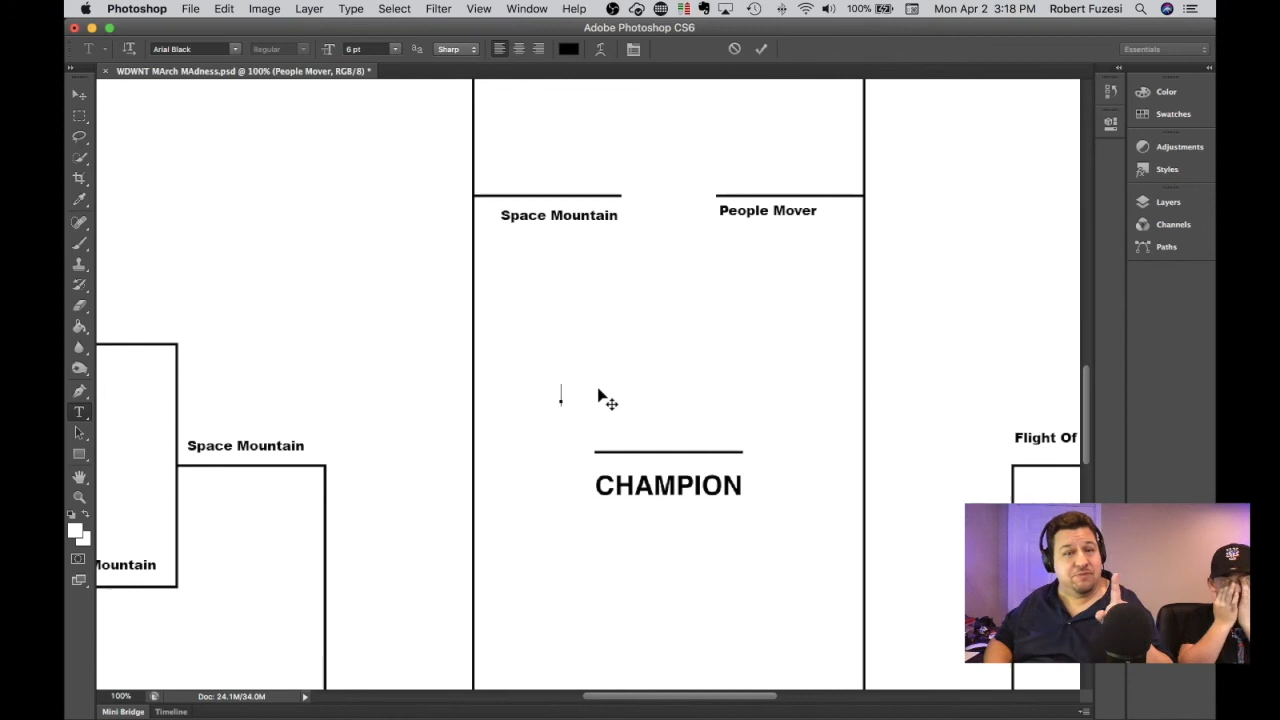 Photoshop File Edit Image Layer Type Select Filter View Window Help 100% Mon Apr 2 3:18 PM Robert Fuzesi
Adobe Photoshop CS6
T Arial Black Regular 6 pt Sharp Essentials
× WDWNT MArch MAdness.psd @ 100% (People Mover, RGB/8) *
Color
Swatches
Adjustments
Styles
Layers
Channels
Paths
Space Mountain
People Mover
Space Mountain
Flight Of
CHAMPION
Mountain
100% Doc: 24.1M/34.0M
Mini Bridge Timeline